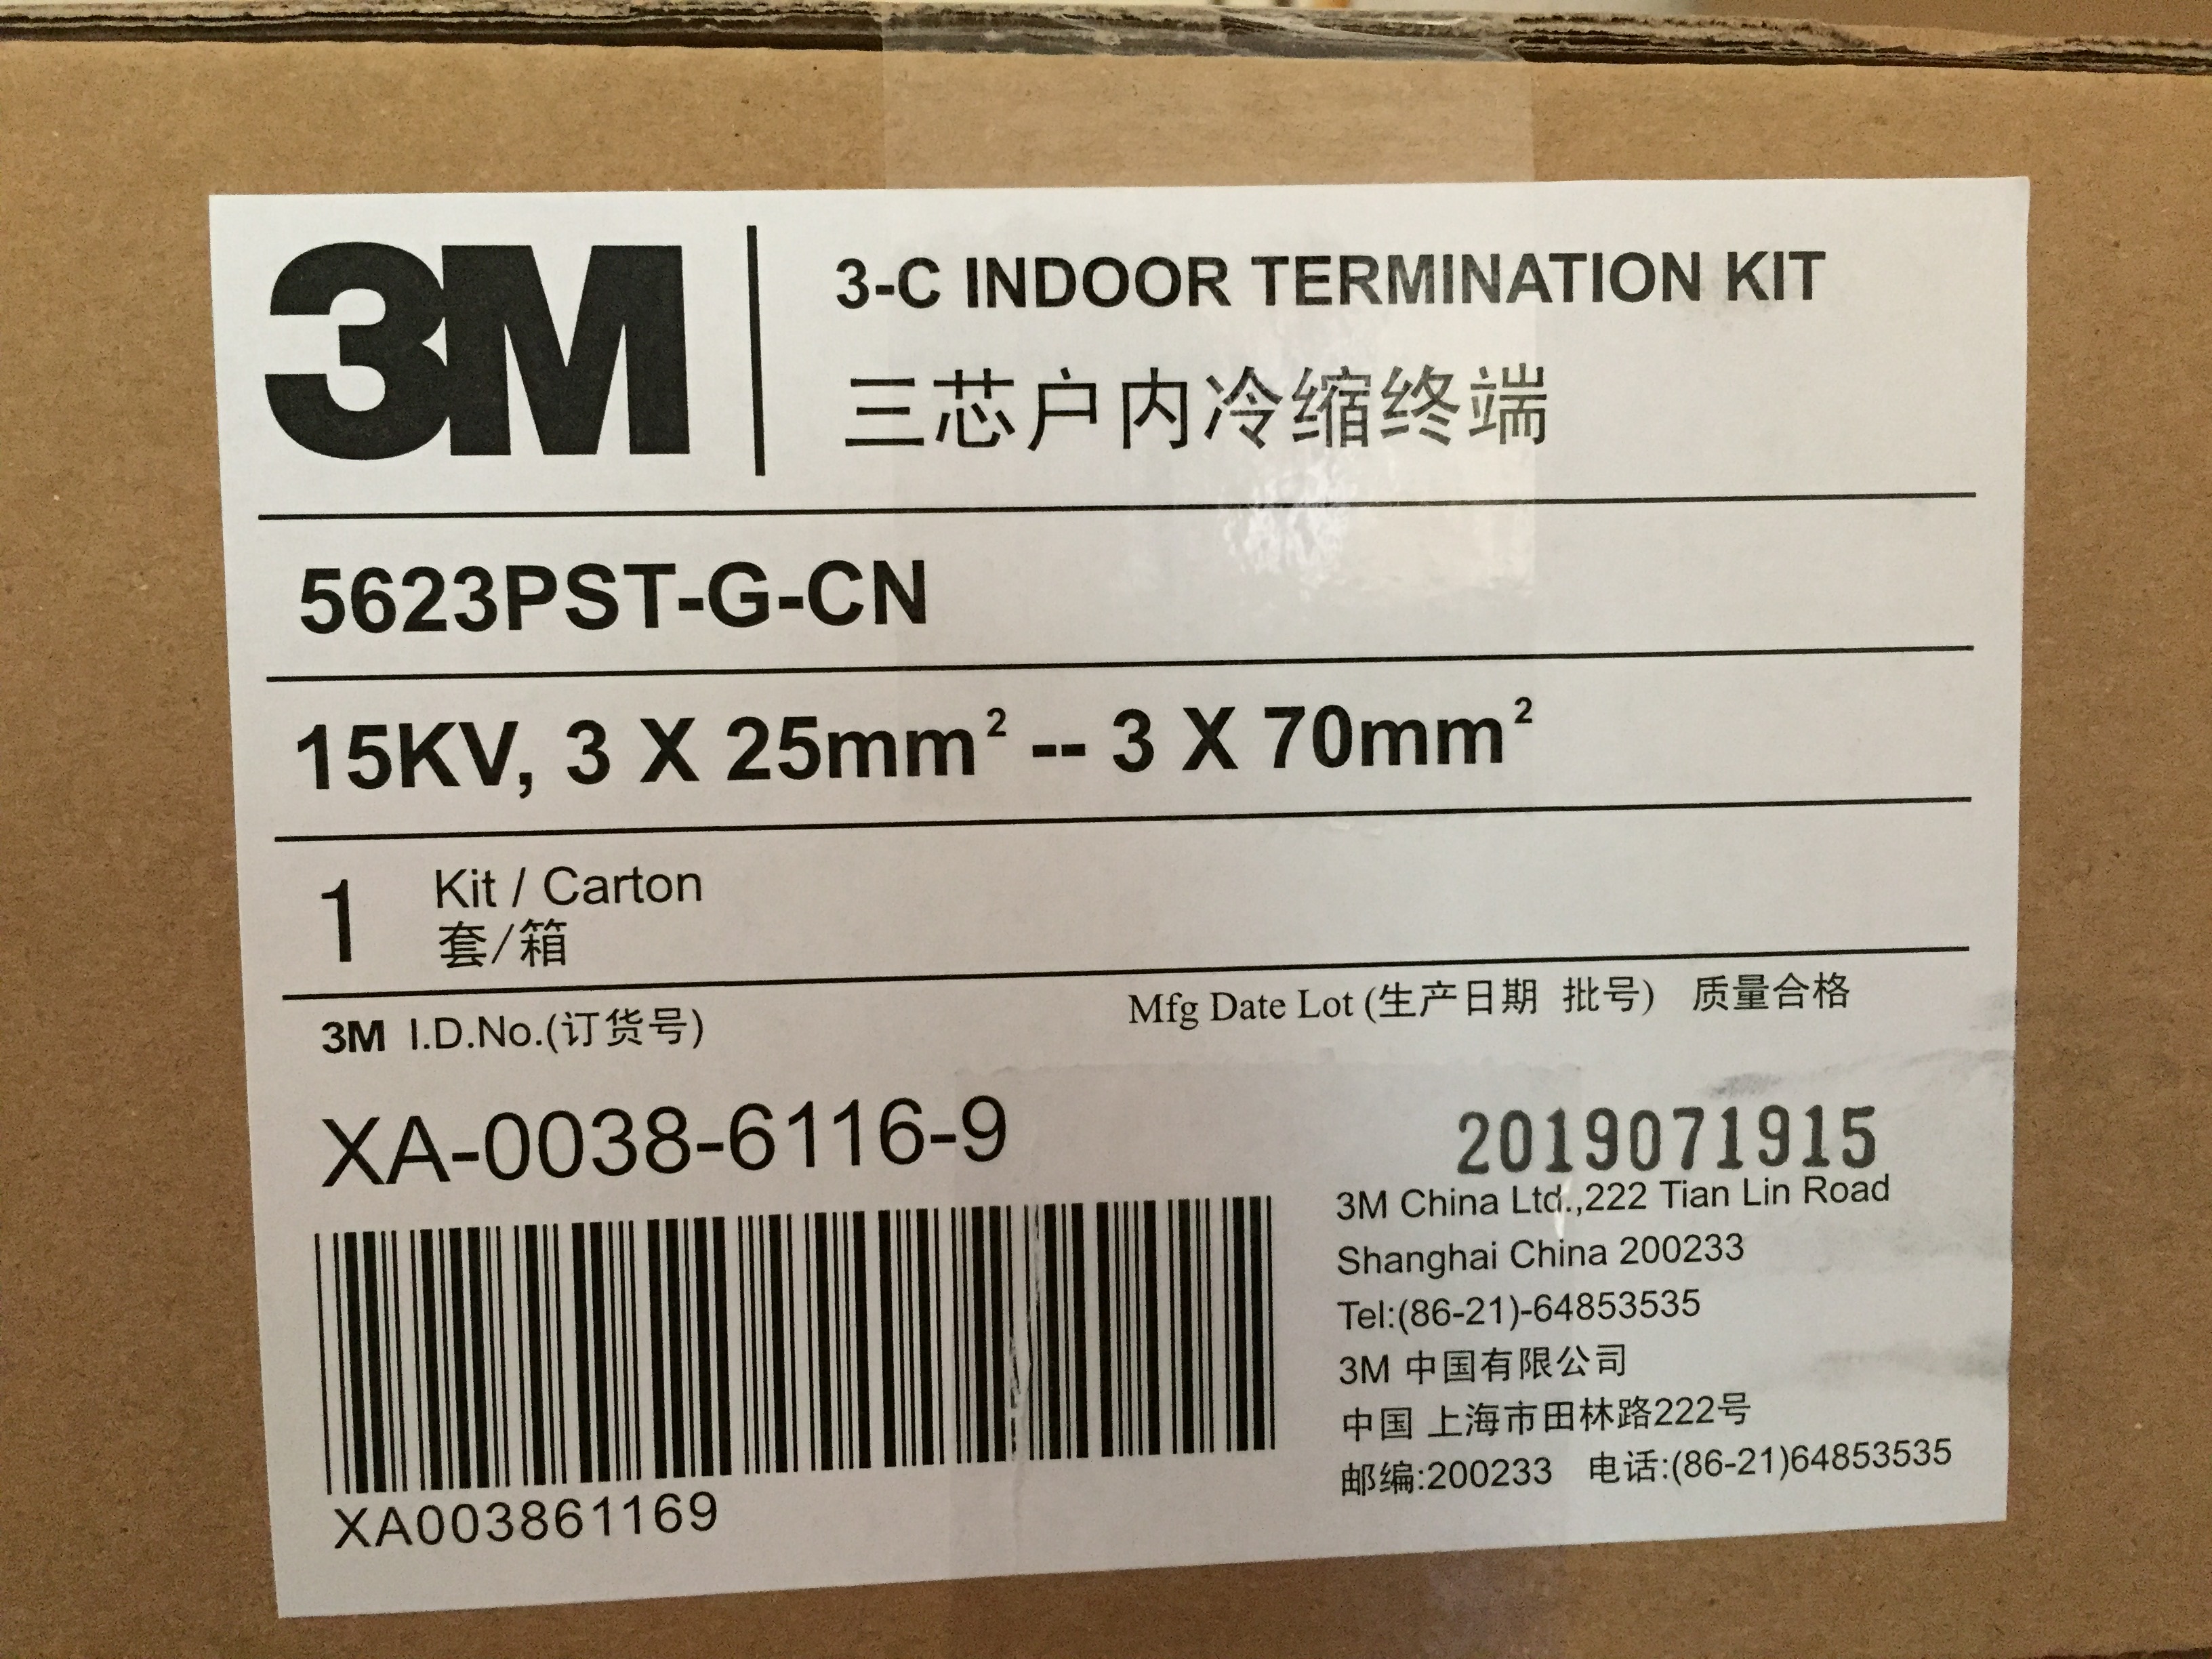 3M
3-C INDOOR TERMINATION KIT
三芯户内冷缩终端
5623PST-G-CN
15KV, 3 X 25mm² -- 3 X 70mm²
1 Kit / Carton
套/箱
3M I.D.No.(订货号)
Mfg Date Lot (生产日期 批号) 质量合格
XA-0038-6116-9
2019071915
XA003861169
3M China Ltd.,222 Tian Lin Road
Shanghai China 200233
Tel:(86-21)-64853535
3M 中国有限公司
中国 上海市田林路222号
邮编:200233 电话:(86-21)64853535